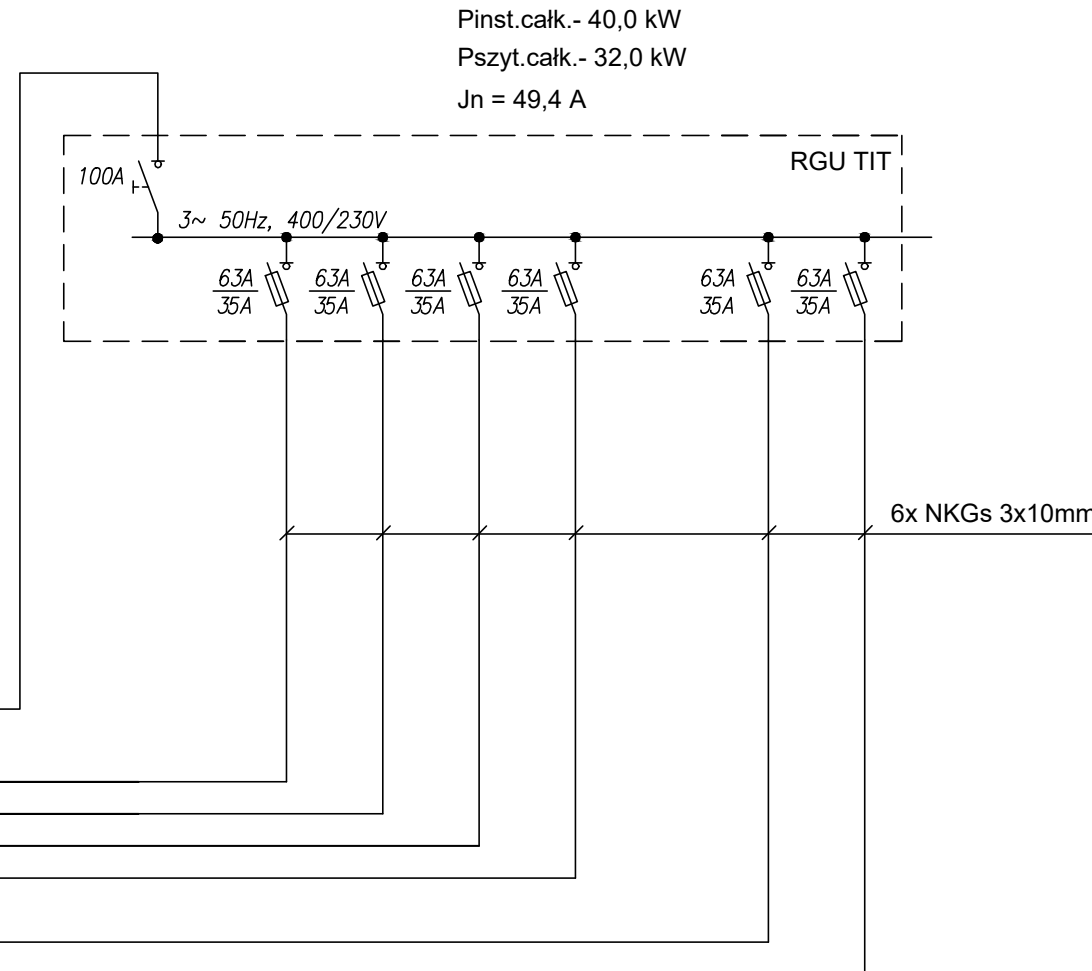 Pinst.całk.- 40,0 kW
Pszyt.całk.- 32,0 kW
Jn = 49,4 A
RGU TIT
100A
3~ 50Hz, 400/230V
63A 63A 63A 63A 63A 63A
35A 35A 35A 35A 35A 35A
6x NKGs 3x10mm